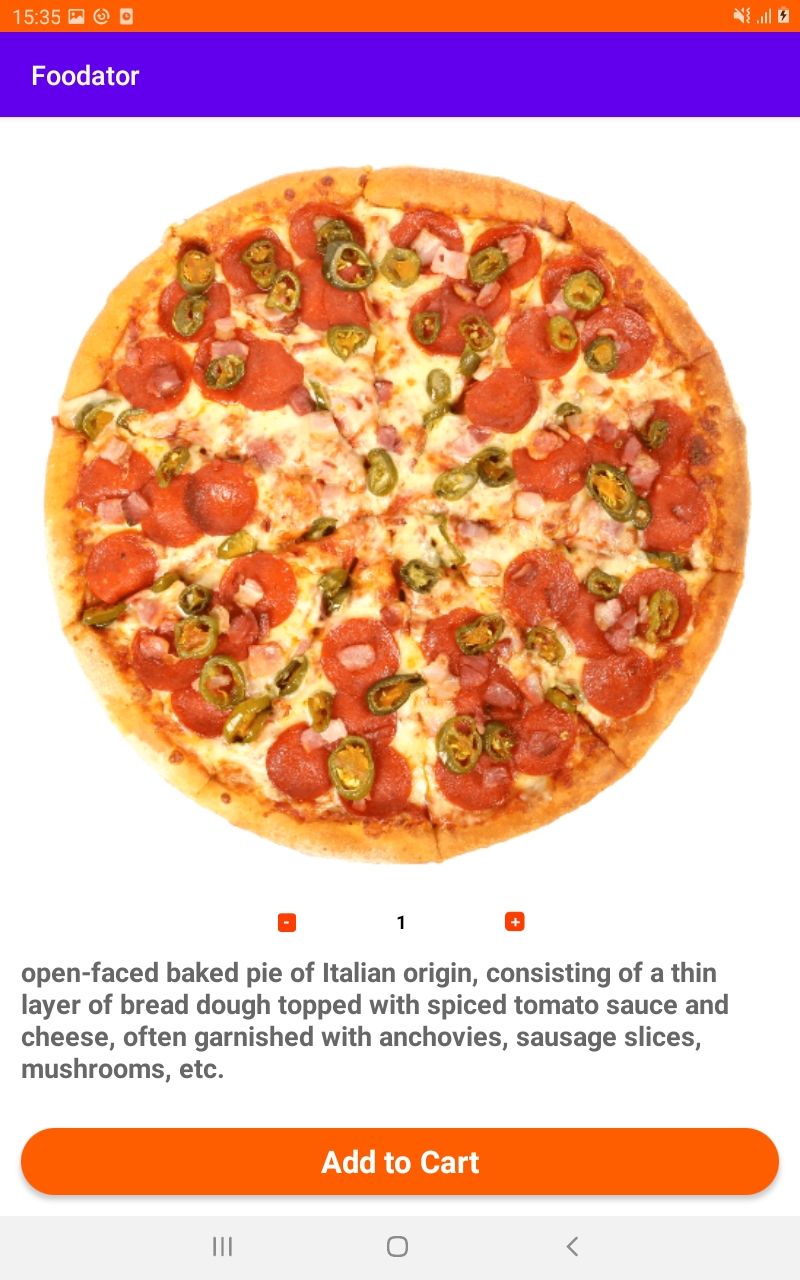 15:35
Foodator
- 1 +
open-faced baked pie of Italian origin, consisting of a thin
layer of bread dough topped with spiced tomato sauce and
cheese, often garnished with anchovies, sausage slices,
mushrooms, etc.
Add to Cart